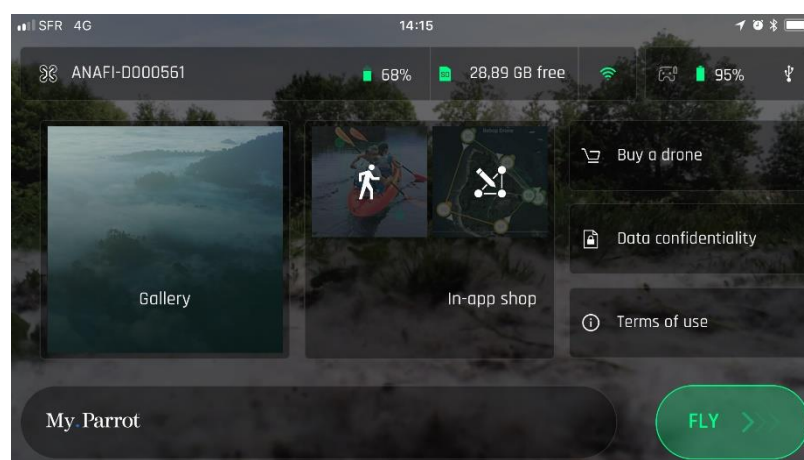 SFR 4G 14:15
ANAFI-D000561 68% SD 28,89 GB free 95%
Buy a drone
Data confidentiality
Gallery In-app shop
Terms of use
My.Parrot FLY